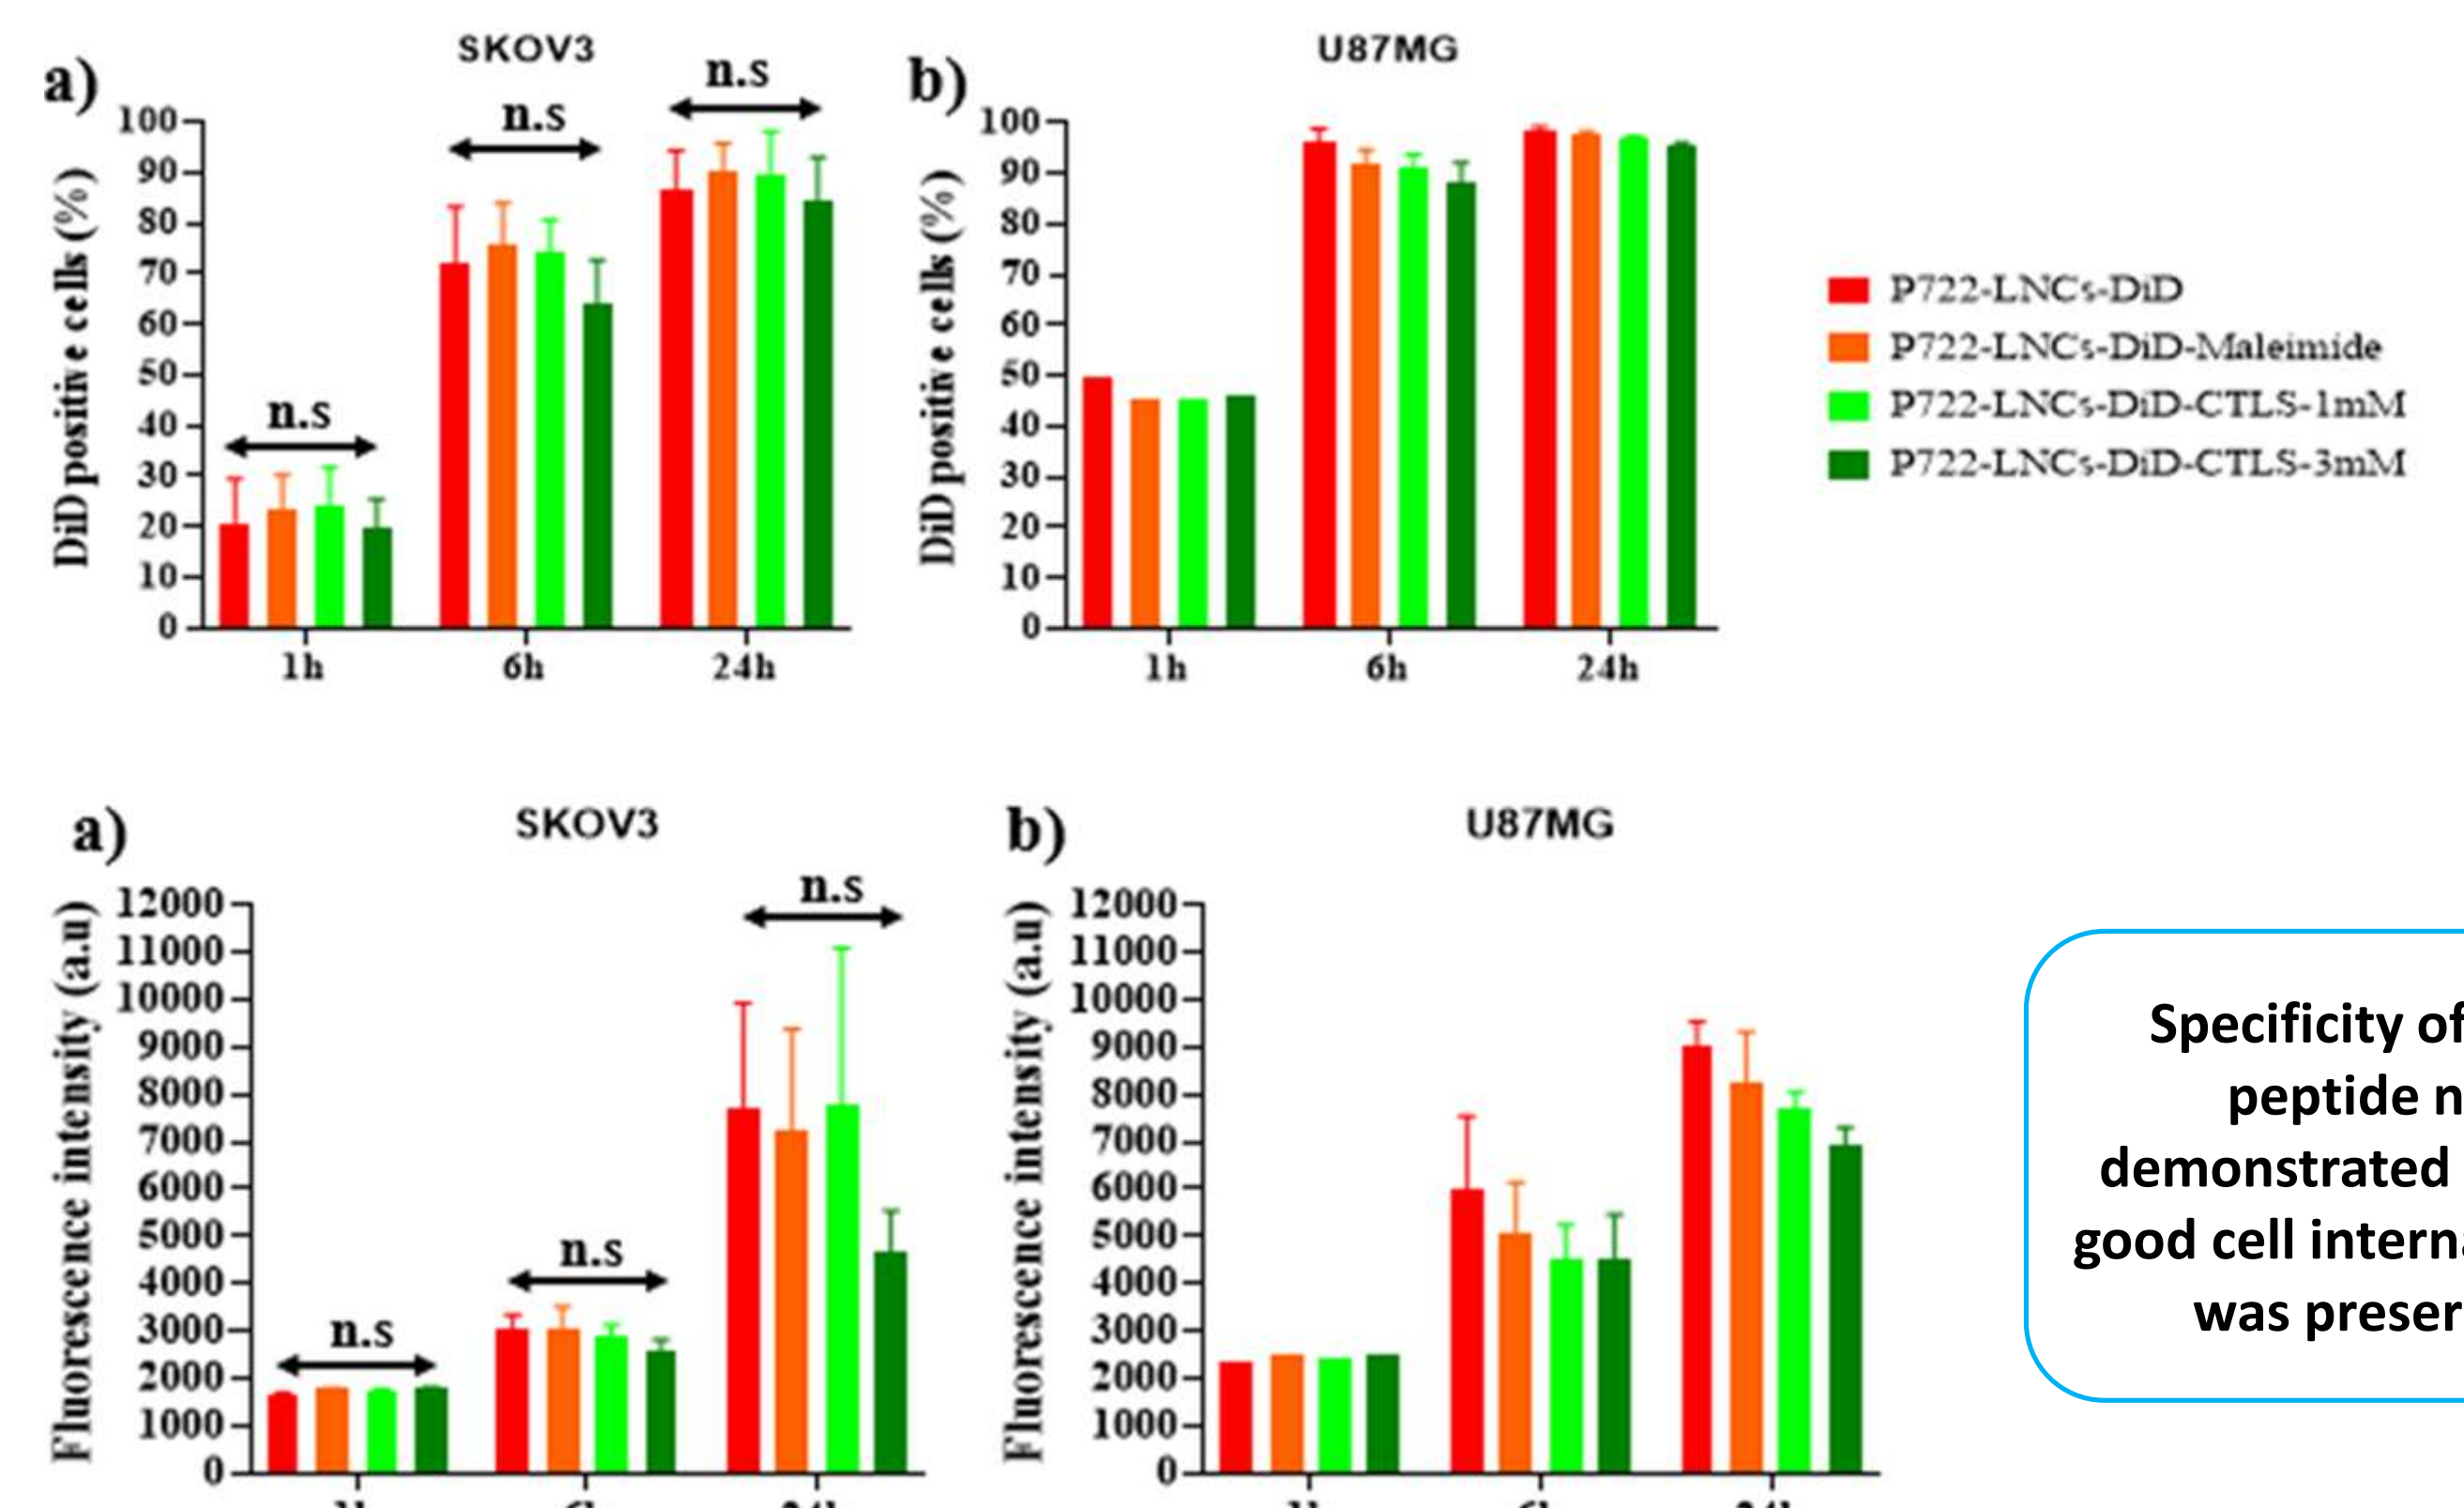 SKOV3
a)
n.s
n.s
n.s
DiD positive cells (%)
100
90
80
70
60
50
40
30
20
10
0
1h
6h
24h
U87MG
b)
DiD positive cells (%)
100
90
80
70
60
50
40
30
20
10
0
1h
6h
24h
P722-LNCs-DiD
P722-LNCs-DiD-Maleimide
P722-LNCs-DiD-CTLS-1mM
P722-LNCs-DiD-CTLS-3mM
SKOV3
a)
n.s
n.s
n.s
Fluorescence intensity (a.u)
12000
11000
10000
9000
8000
7000
6000
5000
4000
3000
2000
1000
0
U87MG
b)
Fluorescence intensity (a.u)
12000
11000
10000
9000
8000
7000
6000
5000
4000
3000
2000
1000
0
Specificity of
peptide
demonstrated
good cell
was